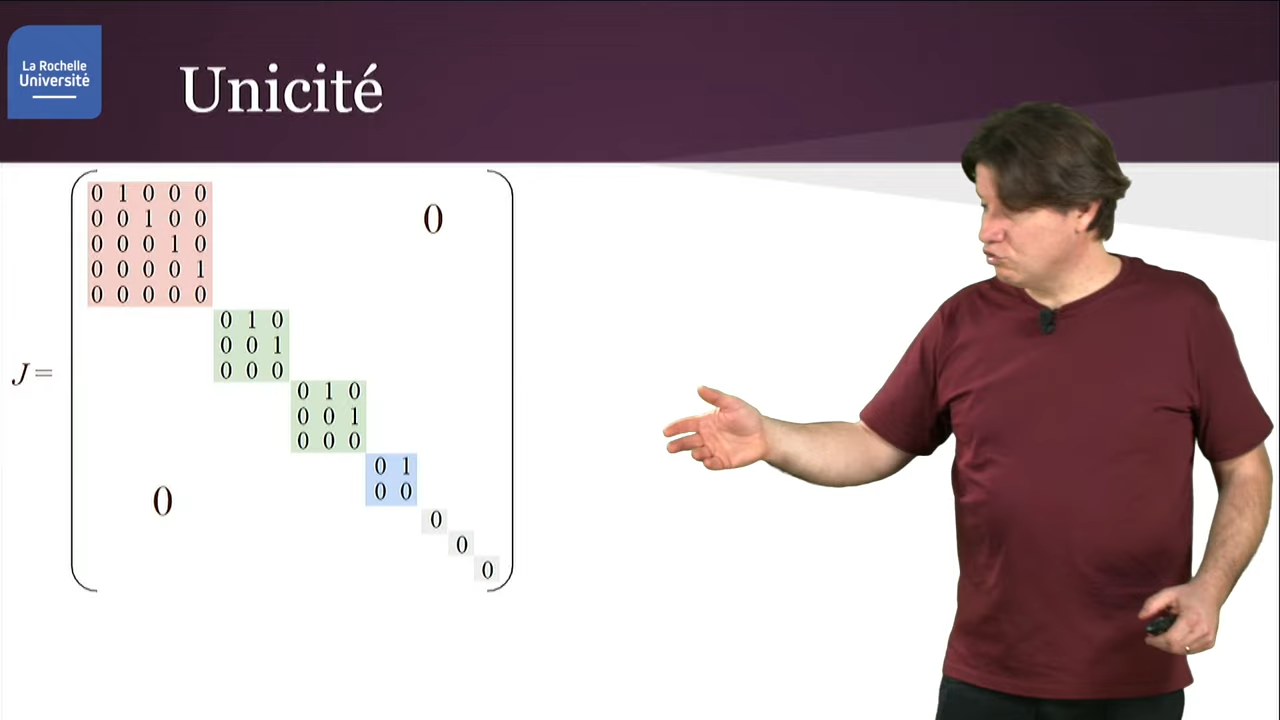 La Rochelle
Université
Unicité
0 1 0 0 0
0 0 1 0 0
0 0 0 1 0
0 0 0 0 1
0 0 0 0 0
0
0 1 0
0 0 1
0 0 0
J =
0 1 0
0 0 1
0 0 0
0 1
0 0
0
0
0
0